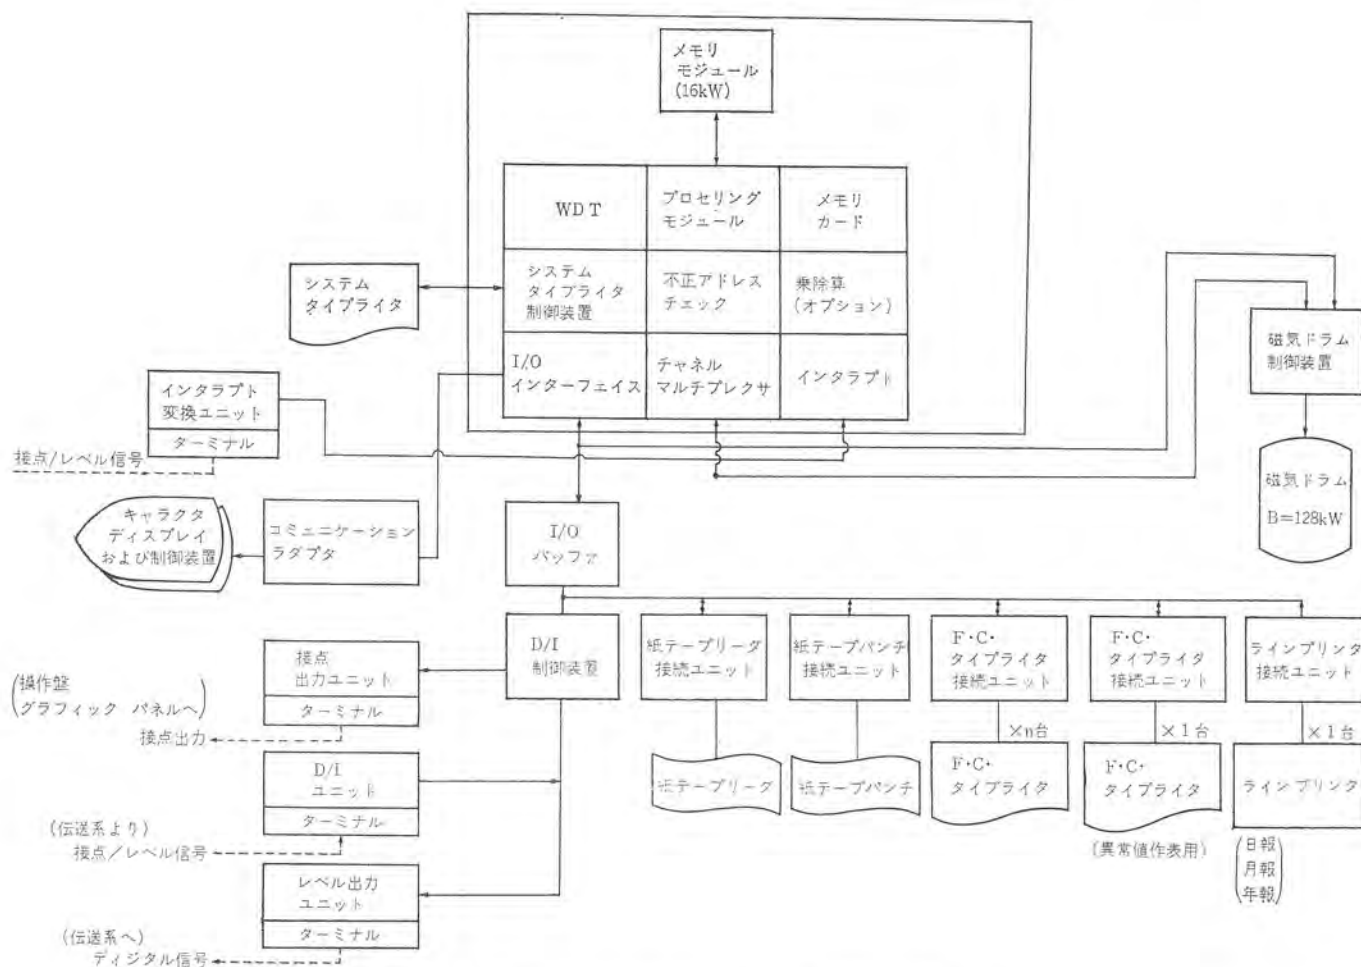 メモリ
モジュール
(16kW)
WDT
プロセリング
モジュール
メモリ
カード
システム
タイプライタ
システム
タイプライタ
制御装置
不正アドレス
チェック
乗除算
(オプション)
I/O
インターフェイス
チャネル
マルチプレクサ
インタラプト
磁気ドラム
制御装置
インタラプト
変換ユニット
ターミナル
接点/レベル信号
磁気ドラム
B=128kW
キャラクタ
ディスプレイ
および制御装置
コミュニケーション
ラダプタ
I/O
バッファ
D/I
制御装置
紙テープリーダ
接続ユニット
紙テープパンチ
接続ユニット
F・C・
タイプライタ
接続ユニット
F・C・
タイプライタ
接続ユニット
ラインプリンタ
接続ユニット
接点
出力ユニット
ターミナル
(操作盤
グラフィック パネルへ)
接点出力
×n台
×1台
×1台
紙テープリーダ
紙テープパンチ
F・C・
タイプライタ
F・C・
タイプライタ
ラインプリンタ
(異常値作表用)
(日報
月報
年報)
D/I
ユニット
ターミナル
(伝送系より)
接点/レベル信号
レベル出力
ユニット
ターミナル
(伝送系へ)
ディジタル信号